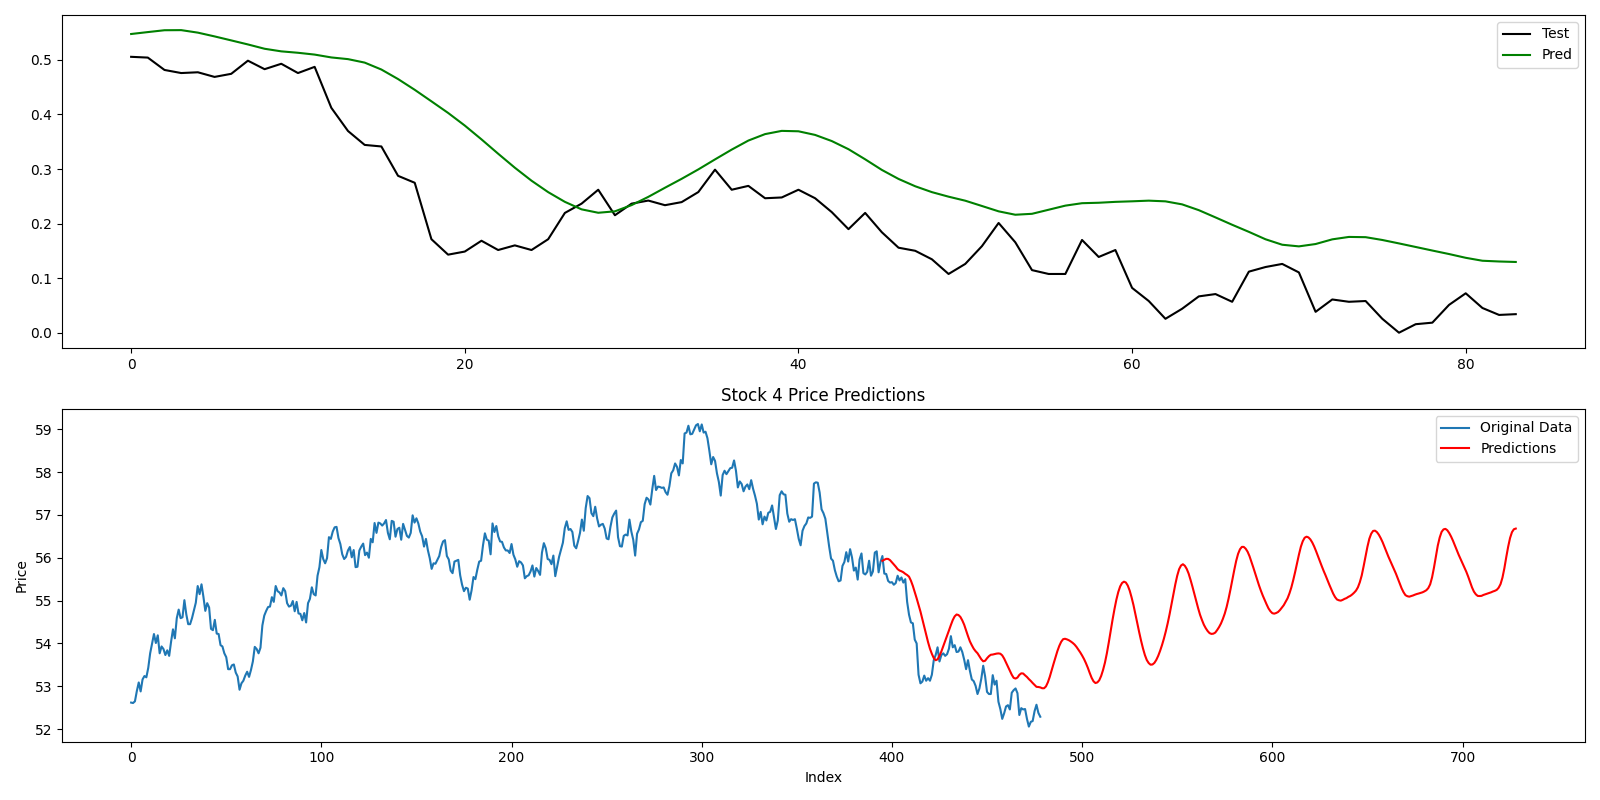 Test
Pred
0.5
0.4
0.3
0.2
0.1
0.0
0 20 40 60 80
Stock 4 Price Predictions
Original Data
Predictions
59
58
57
56
55
54
53
52
Price
0 100 200 300 400 500 600 700
Index